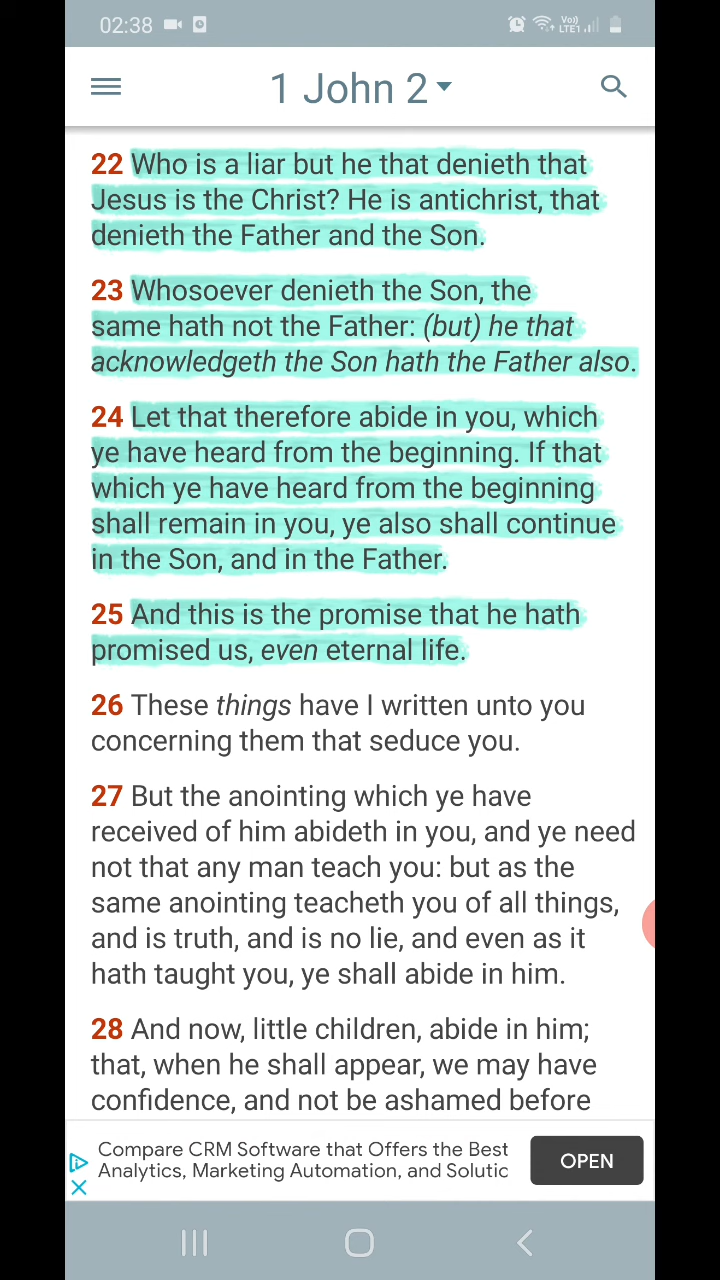 02:38
Vo))
LTE1
1 John 2
22 Who is a liar but he that denieth that
Jesus is the Christ? He is antichrist, that
denieth the Father and the Son.
23 Whosoever denieth the Son, the
same hath not the Father: (but) he that
acknowledgeth the Son hath the Father also.
24 Let that therefore abide in you, which
ye have heard from the beginning. If that
which ye have heard from the beginning
shall remain in you, ye also shall continue
in the Son, and in the Father.
25 And this is the promise that he hath
promised us, even eternal life.
26 These things have I written unto you
concerning them that seduce you.
27 But the anointing which ye have
received of him abideth in you, and ye need
not that any man teach you: but as the
same anointing teacheth you of all things,
and is truth, and is no lie, and even as it
hath taught you, ye shall abide in him.
28 And now, little children, abide in him;
that, when he shall appear, we may have
confidence, and not be ashamed before
Compare CRM Software that Offers the Best
Analytics, Marketing Automation, and Solutic
OPEN